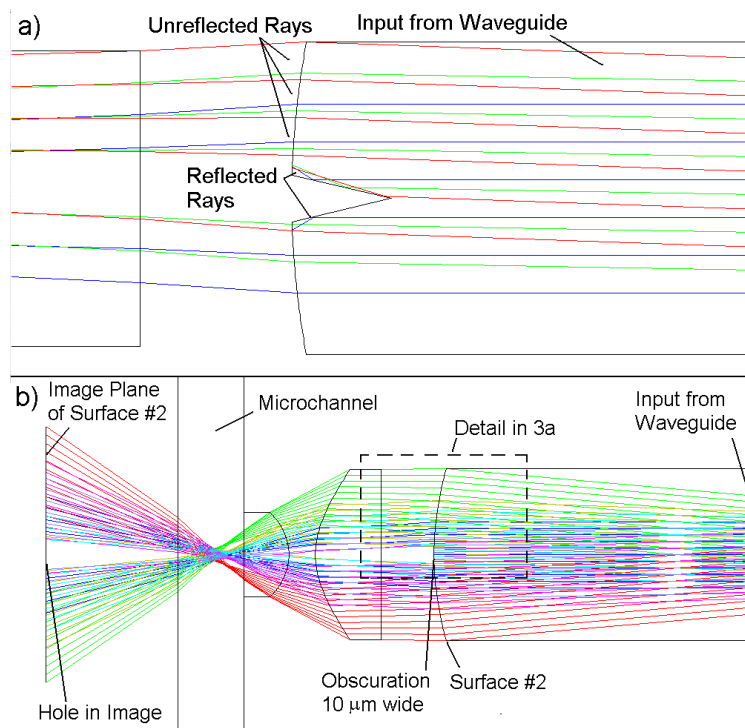 a)
Unreflected Rays
Input from Waveguide
Reflected
Rays
b)
Image Plane
of Surface #2
Microchannel
Detail in 3a
Input from
Waveguide
Hole in Image
Obscuration
10 μm wide
Surface #2